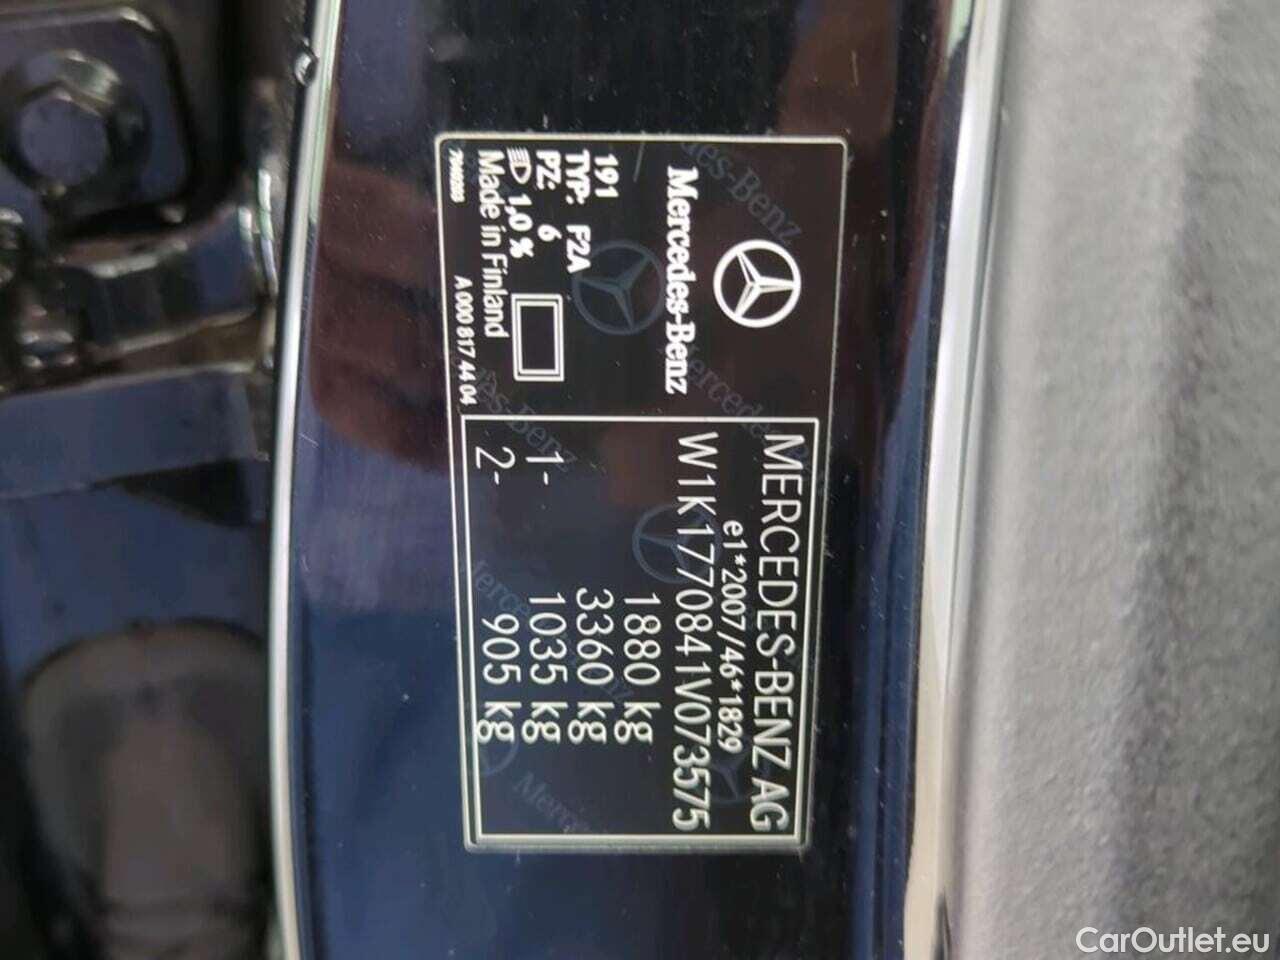 Mercedes-Benz
191
TYP: F2A
PZ: 6
1,0 %
Made in Finland
7040203
A 000 817 44 04
MERCEDES-BENZ AG
e1*2007/46*1829
W1K1770841V073575
1880 kg
3360 kg
1- 1035 kg
2- 905 kg
CarOutlet.eu